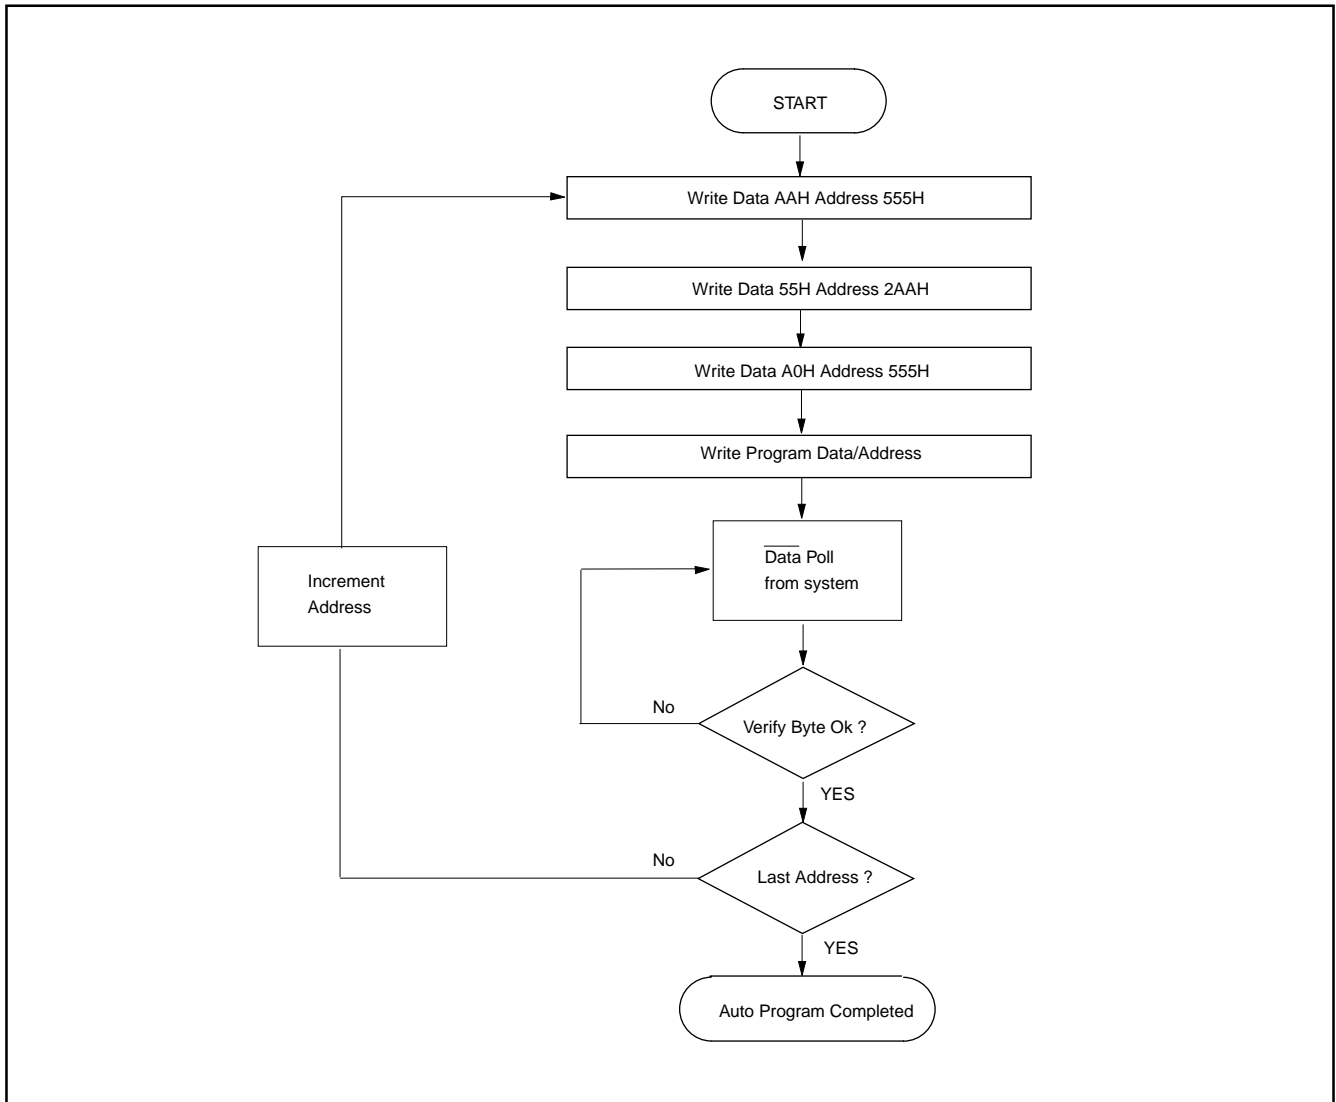 START
Write Data AAH Address 555H
Write Data 55H Address 2AAH
Write Data A0H Address 555H
Write Program Data/Address
Data Poll
from system
Increment
Address
No
Verify Byte Ok ?
YES
No
Last Address ?
YES
Auto Program Completed